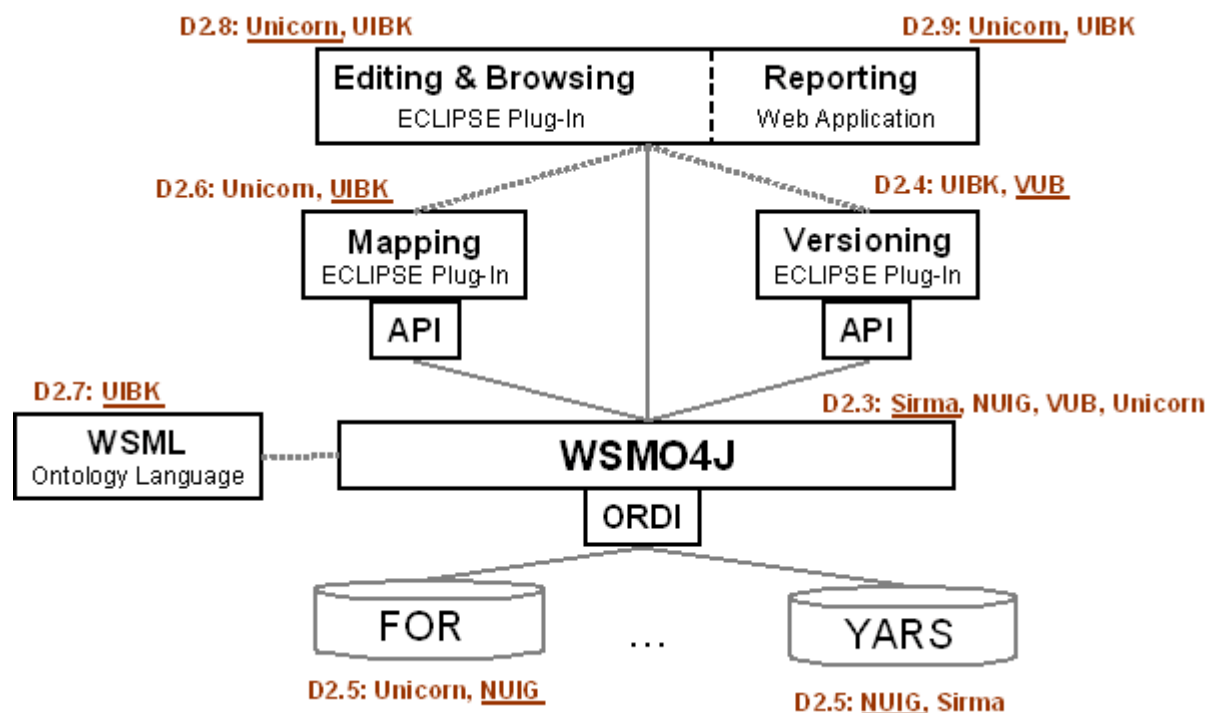 D2.8: Unicorn, UIBK
D2.9: Unicorn, UIBK
Editing & Browsing
ECLIPSE Plug-In
Reporting
Web Application
D2.6: Unicorn, UIBK
D2.4: UIBK, VUB
Mapping
ECLIPSE Plug-In
API
Versioning
ECLIPSE Plug-In
API
D2.7: UIBK
D2.3: Sirma, NUIG, VUB, Unicorn
WSML
Ontology Language
WSMO4J
ORDI
FOR
...
YARS
D2.5: Unicorn, NUIG
D2.5: NUIG, Sirma